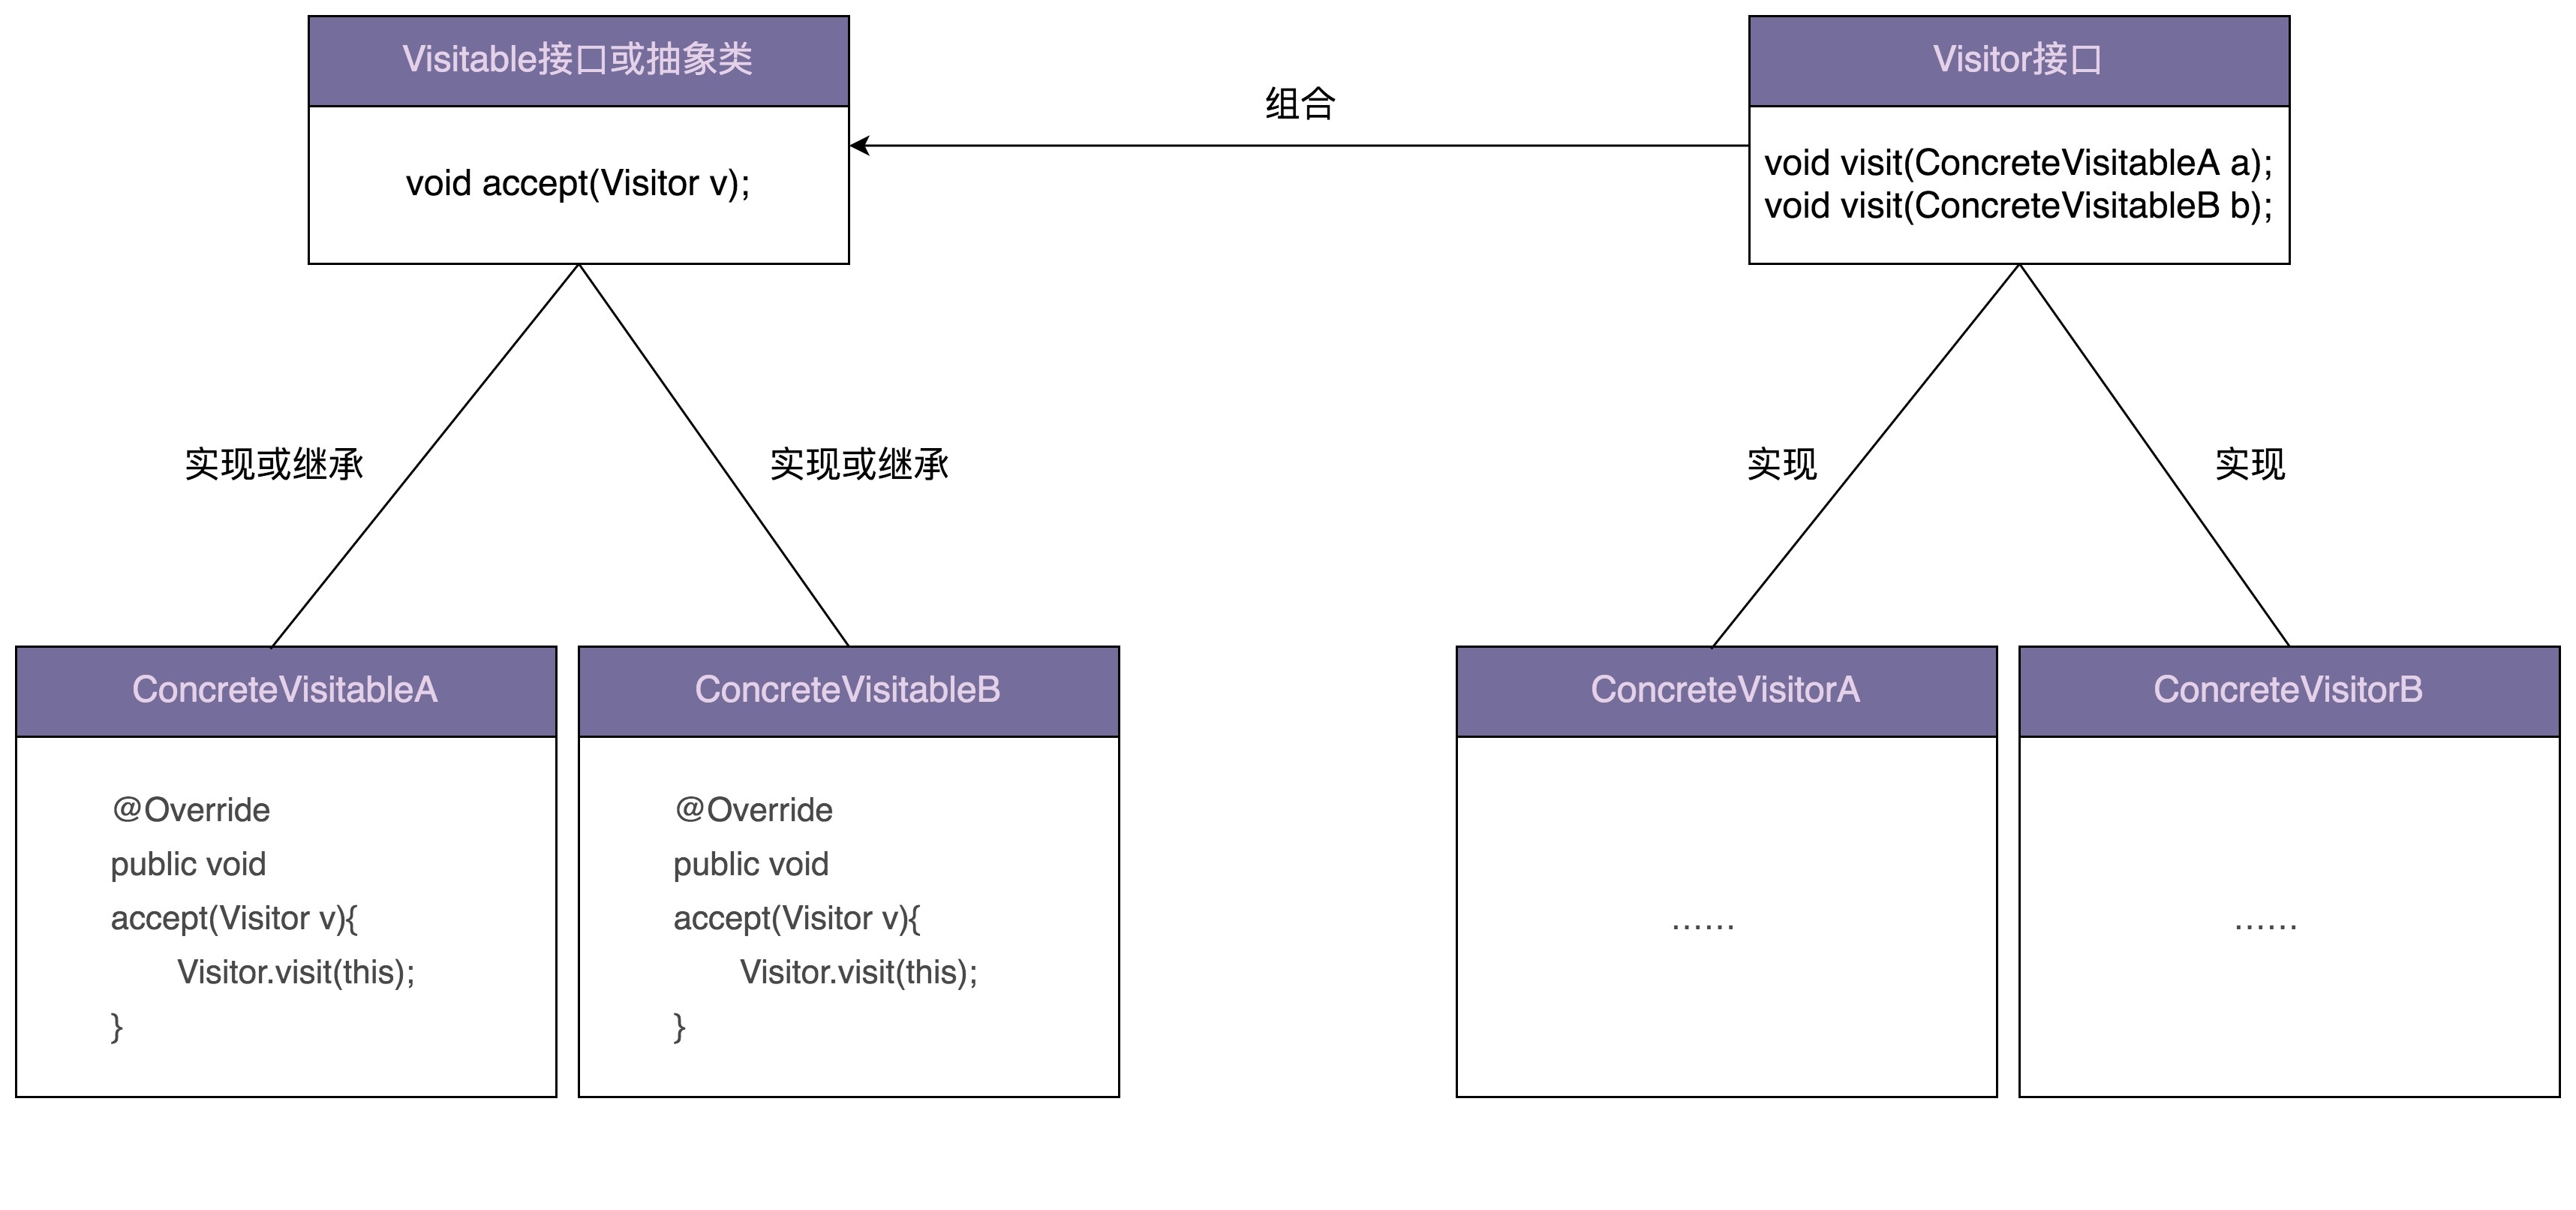 Visitable接口或抽象类
void accept(Visitor v);
组合
Visitor接口
void visit(ConcreteVisitableA a);
void visit(ConcreteVisitableB b);
实现或继承
实现或继承
实现
实现
ConcreteVisitableA
@Override
public void
accept(Visitor v){
Visitor.visit(this);
}
ConcreteVisitableB
@Override
public void
accept(Visitor v){
Visitor.visit(this);
}
ConcreteVisitorA
......
ConcreteVisitorB
......